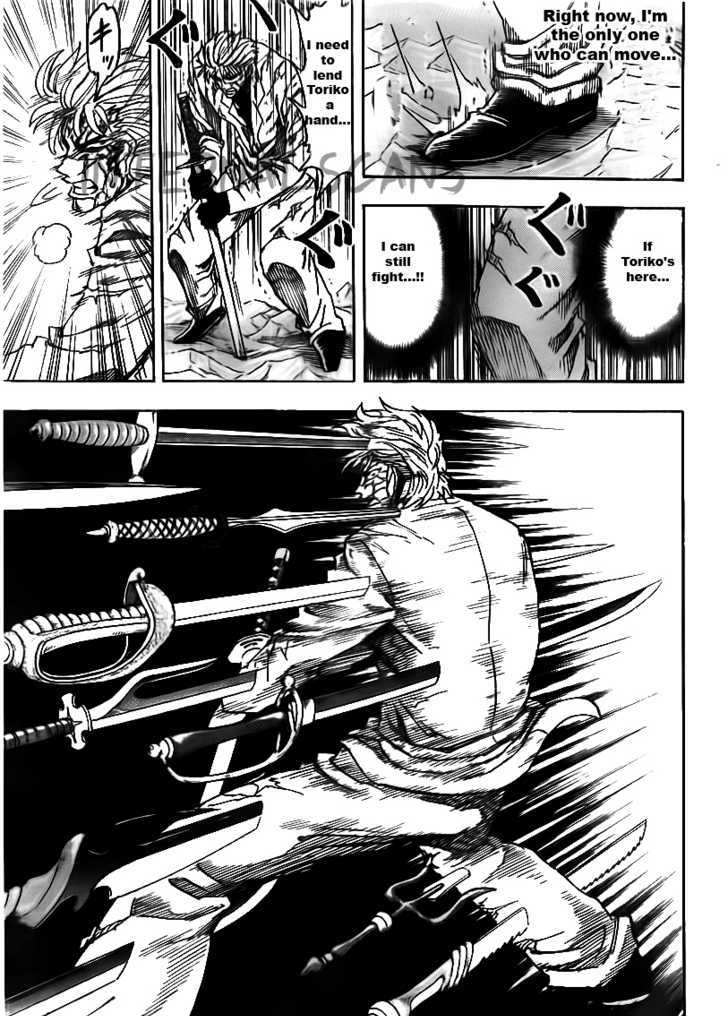 Right now, I'm
the only one
who can move...
I need
to
lend
Toriko
a
hand...
ぐ
ぐ
キッ
If
Toriko's
here...
ぐ
ぐ
I can
still
fight...!!